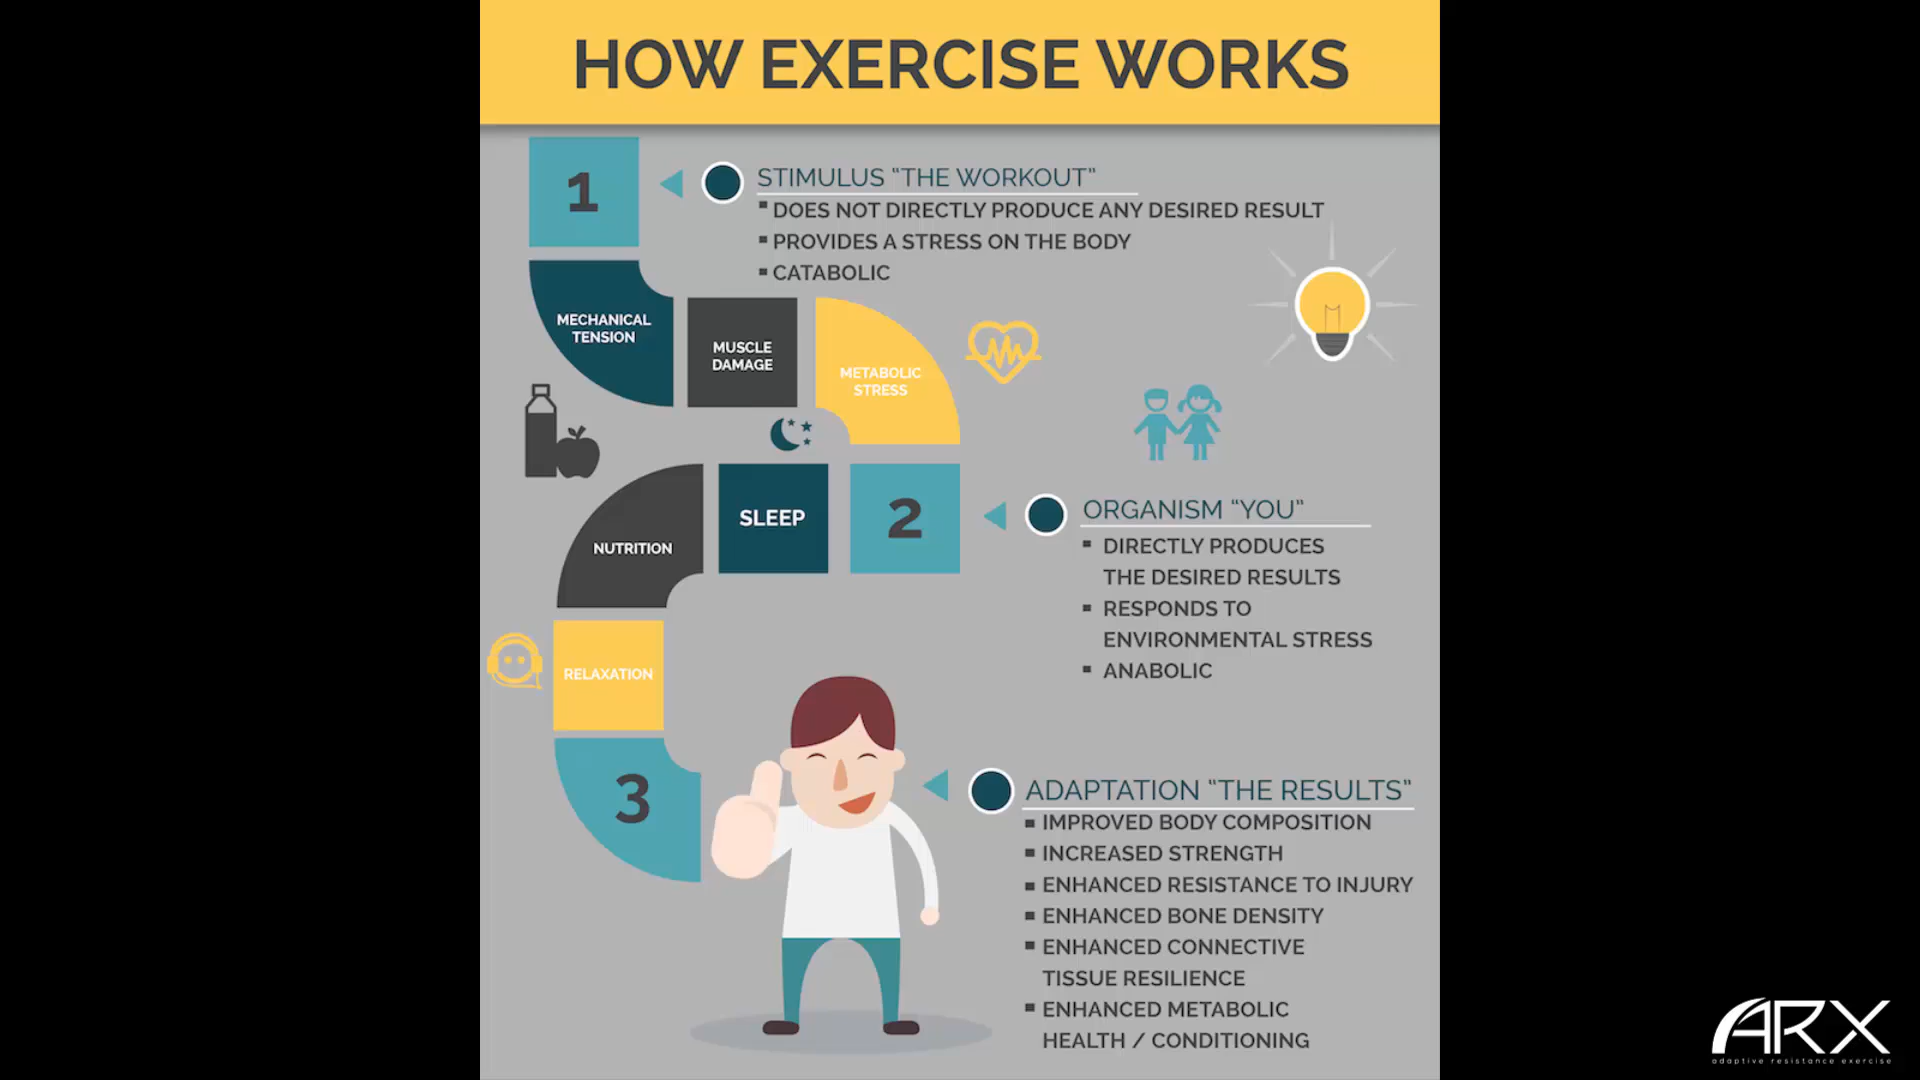 HOW EXERCISE WORKS
1
STIMULUS "THE WORKOUT"
▪ DOES NOT DIRECTLY PRODUCE ANY DESIRED RESULT
▪ PROVIDES A STRESS ON THE BODY
▪ CATABOLIC
MECHANICAL
TENSION
MUSCLE
DAMAGE
METABOLIC
STRESS
2
ORGANISM "YOU"
▪ DIRECTLY PRODUCES
THE DESIRED RESULTS
▪ RESPONDS TO
ENVIRONMENTAL STRESS
▪ ANABOLIC
SLEEP
NUTRITION
RELAXATION
3
ADAPTATION "THE RESULTS"
▪ IMPROVED BODY COMPOSITION
▪ INCREASED STRENGTH
▪ ENHANCED RESISTANCE TO INJURY
▪ ENHANCED BONE DENSITY
▪ ENHANCED CONNECTIVE
TISSUE RESILIENCE
▪ ENHANCED METABOLIC
HEALTH / CONDITIONING
ARX
adaptive resistance exercise